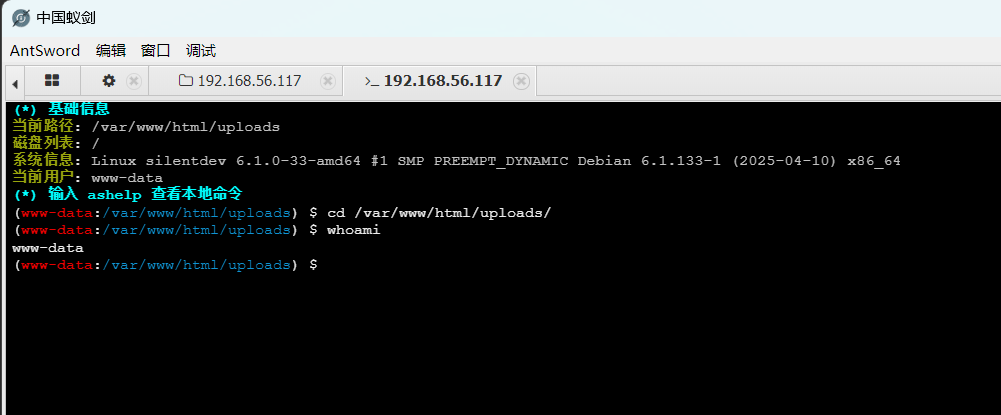 中国蚁剑
AntSword 编辑 窗口 调试
192.168.56.117 >_ 192.168.56.117
(*) 基础信息
当前路径: /var/www/html/uploads
磁盘列表: /
系统信息: Linux silentdev 6.1.0-33-amd64 #1 SMP PREEMPT_DYNAMIC Debian 6.1.133-1 (2025-04-10) x86_64
当前用户: www-data
(*) 输入 ashelp 查看本地命令
(www-data:/var/www/html/uploads) $ cd /var/www/html/uploads/
(www-data:/var/www/html/uploads) $ whoami
www-data
(www-data:/var/www/html/uploads) $